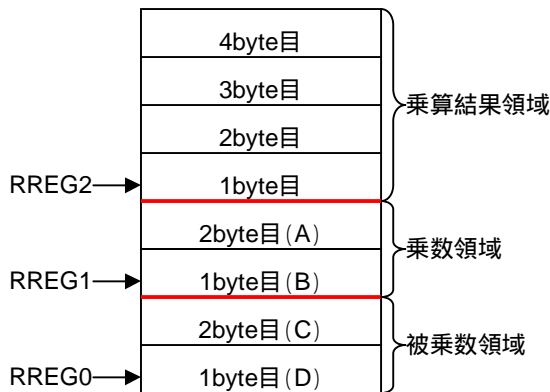 4byte目
3byte目
2byte目
乗算結果領域
RREG2
1byte目
2byte目(A)
乗数領域
RREG1
1byte目(B)
2byte目(C)
被乗数領域
RREG0
1byte目(D)